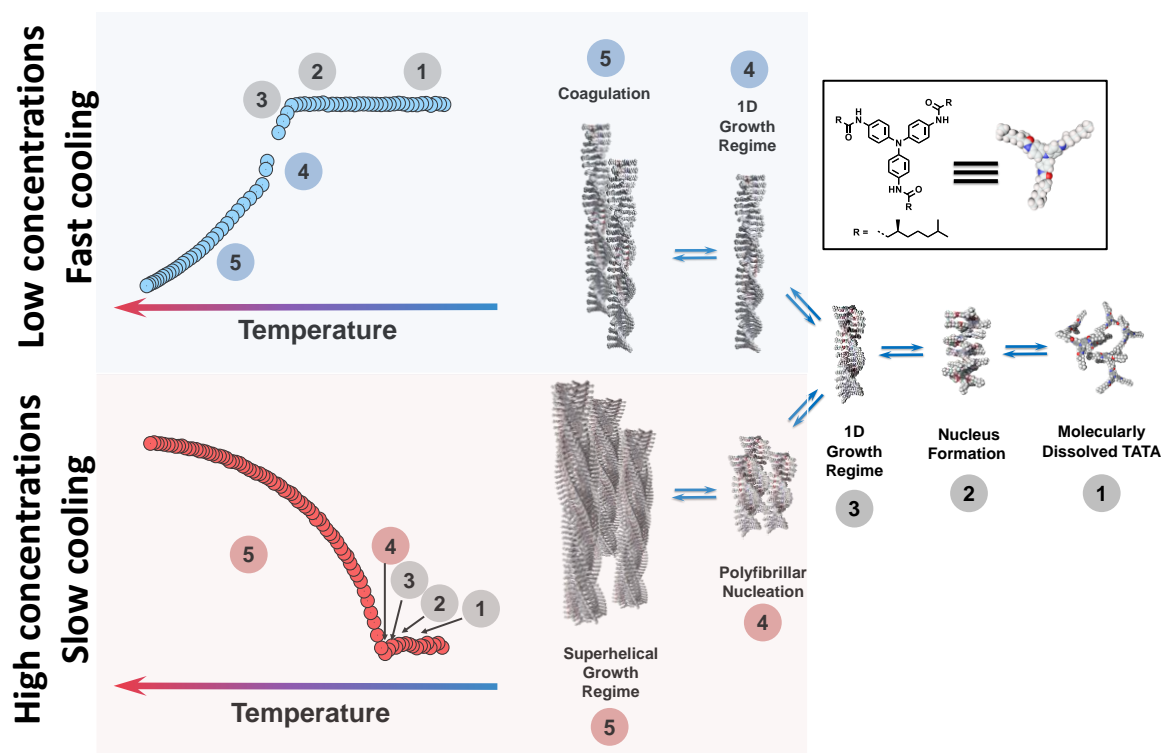 Low concentrations
Fast cooling
1
2
3
4
5
Temperature
5
Coagulation
4
1D
Growth
Regime
R
O
NH
H
N
O
R
N
O
R
NH
R =
1D
Growth
Regime
3
Nucleus
Formation
2
Molecularly
Dissolved TATA
1
High concentrations
Slow cooling
5
4
3
2
1
Temperature
Superhelical
Growth
Regime
5
Polyfibrillar
Nucleation
4